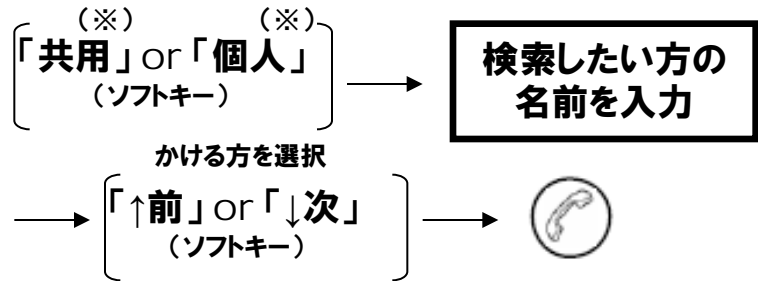 （※） （※）
「共用」or「個人」
（ソフトキー）
検索したい方の
名前を入力
かける方を選択
「↑前」or「↓次」
（ソフトキー）